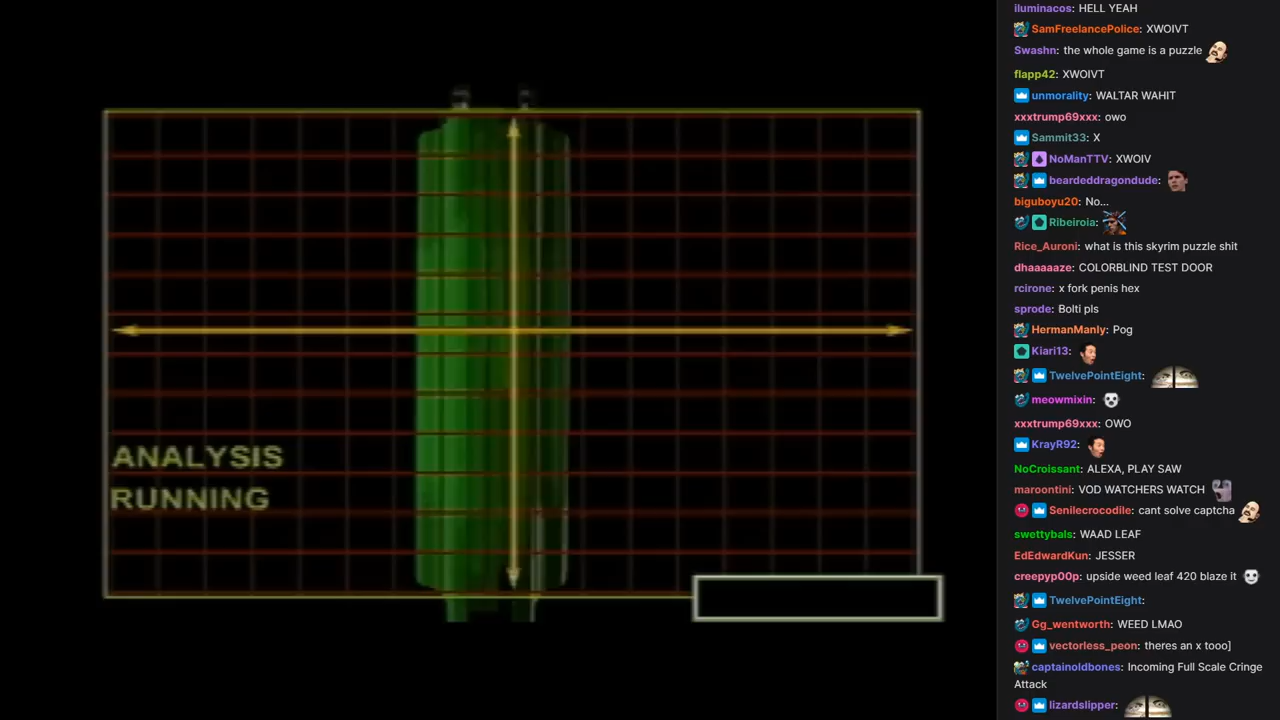 ANALYSIS
RUNNING
iluminacos: HELL YEAH
SamFreelancePolice: XWOIVT
Swashn: the whole game is a puzzle
flapp42: XWOIVT
unmorality: WALTAR WAHIT
xxxtrump69xxx: owo
Sammit33: X
NoManTTV: XWOIV
beardeddragondude:
biguboyu20: No...
Ribeiroia:
Rice_Auroni: what is this skyrim puzzle shit
dhaaaaaze: COLORBLIND TEST DOOR
rcirone: x fork penis hex
sprode: Bolti pls
HermanManly: Pog
Kiari13:
TwelvePointEight:
meowmixin:
xxxtrump69xxx: OWO
KrayR92:
NoCroissant: ALEXA, PLAY SAW
maroontini: VOD WATCHERS WATCH
Senilecrocodile: cant solve captcha
swettybals: WAAD LEAF
EdEdwardKun: JESSER
creepyp00p: upside weed leaf 420 blaze it
TwelvePointEight:
Gg_wentworth: WEED LMAO
vectorless_peon: theres an x tooo]
captainoldbones: Incoming Full Scale Cringe
Attack
lizardslipper: